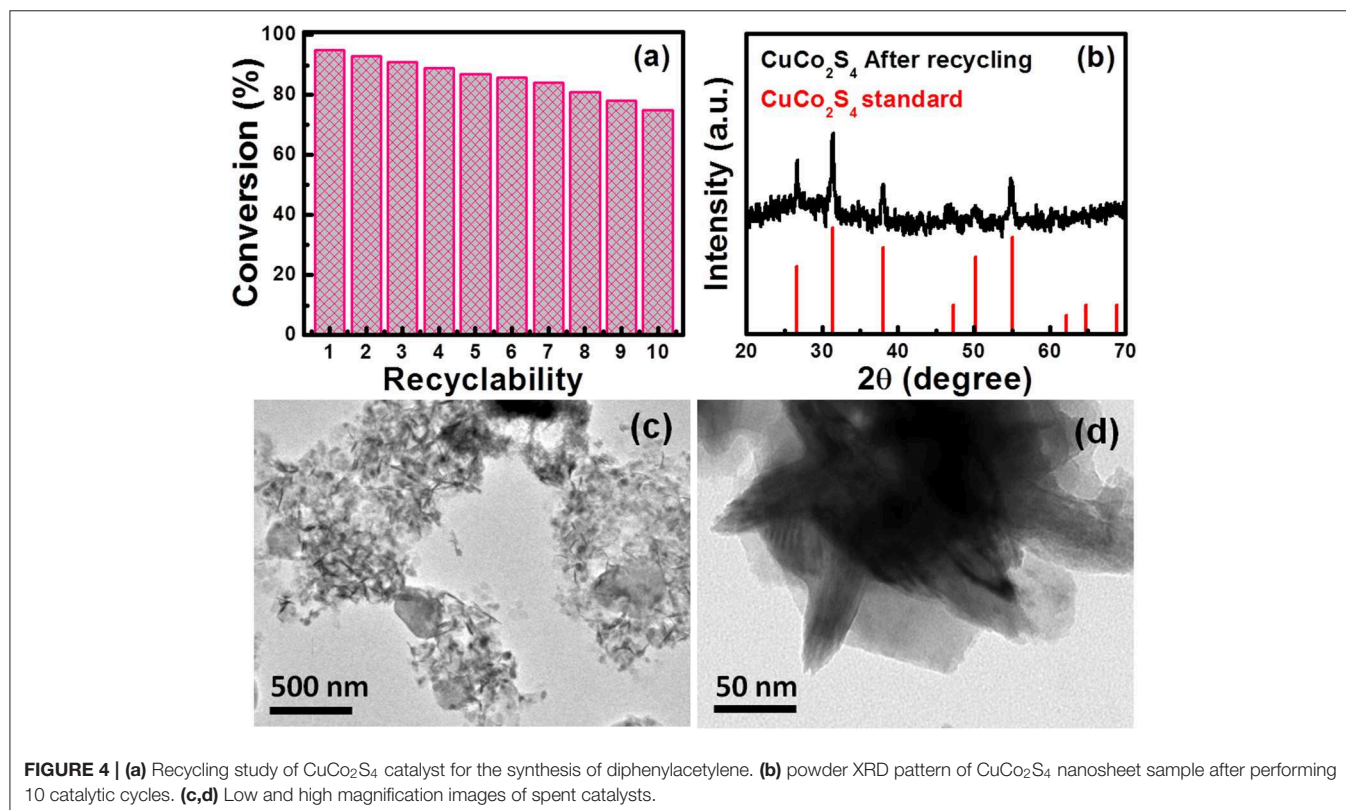 100
80
60
40
20
0
Conversion (%)
(a)
1 2 3 4 5 6 7 8 9 10
Recyclability
CuCo₂S₄ After recycling
(b)
CuCo₂S₄ standard
Intensity (a.u.)
20 30 40 50 60 70
2θ (degree)
(c)
500 nm
(d)
50 nm
FIGURE 4 | (a) Recycling study of CuCo₂S₄ catalyst for the synthesis of diphenylacetylene. (b) powder XRD pattern of CuCo₂S₄ nanosheet sample after performing
10 catalytic cycles. (c,d) Low and high magnification images of spent catalysts.